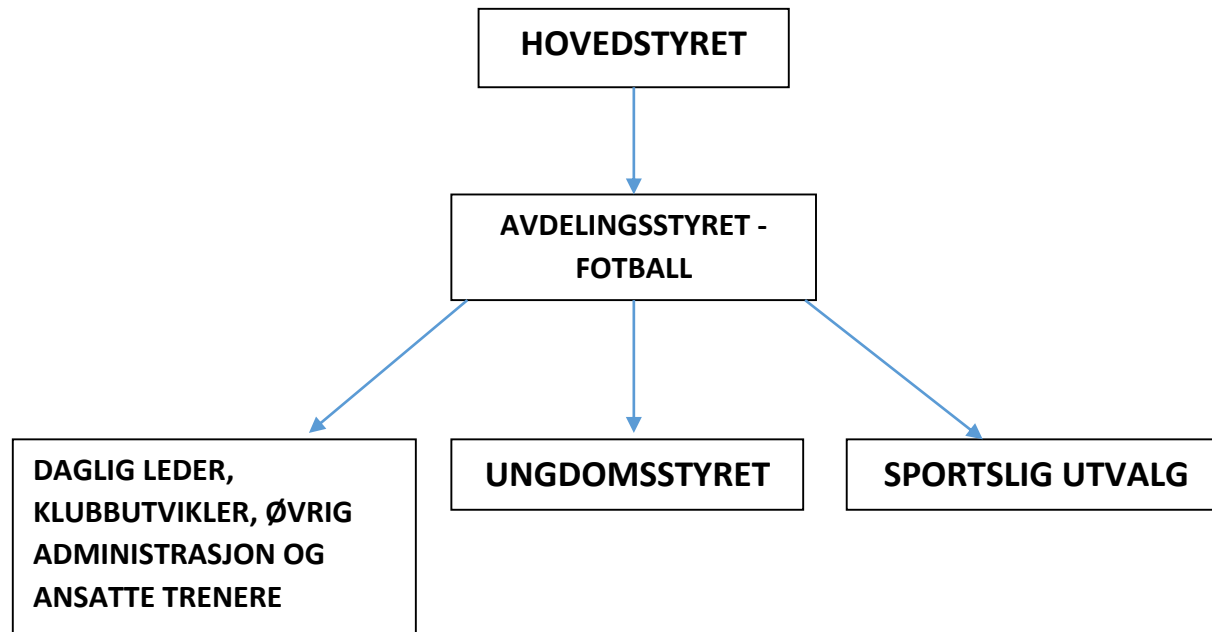 HOVEDSTYRET
AVDELINGSSTYRET -
FOTBALL
DAGLIG LEDER,
KLUBBUTVIKLER, ØVRIG
ADMINISTRASJON OG
ANSATTE TRENERE
UNGDOMSSTYRET
SPORTSLIG UTVALG